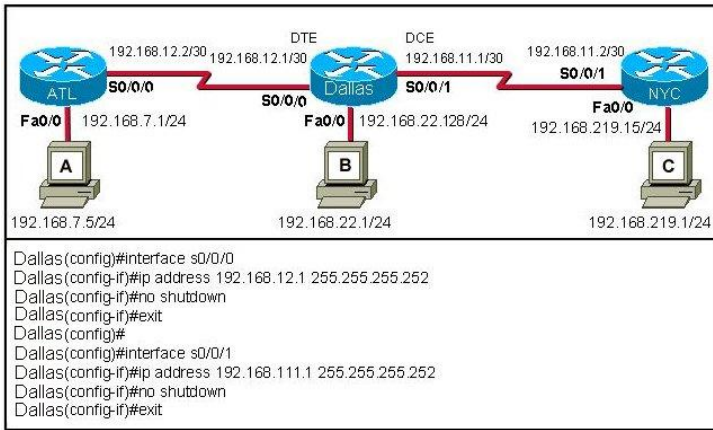 DTE
DCE
192.168.12.2/30
192.168.12.1/30
192.168.11.1/30
192.168.11.2/30
ATL
S0/0/0
S0/0/0
Dallas
S0/0/1
S0/0/1
NYC
Fa0/0
192.168.7.1/24
Fa0/0
192.168.22.128/24
Fa0/0
192.168.219.15/24
A
B
C
192.168.7.5/24
192.168.22.1/24
192.168.219.1/24
Dallas(config)#interface s0/0/0
Dallas(config-if)#ip address 192.168.12.1 255.255.255.252
Dallas(config-if)#no shutdown
Dallas(config-if)#exit
Dallas(config)#
Dallas(config)#interface s0/0/1
Dallas(config-if)#ip address 192.168.111.1 255.255.255.252
Dallas(config-if)#no shutdown
Dallas(config-if)#exit